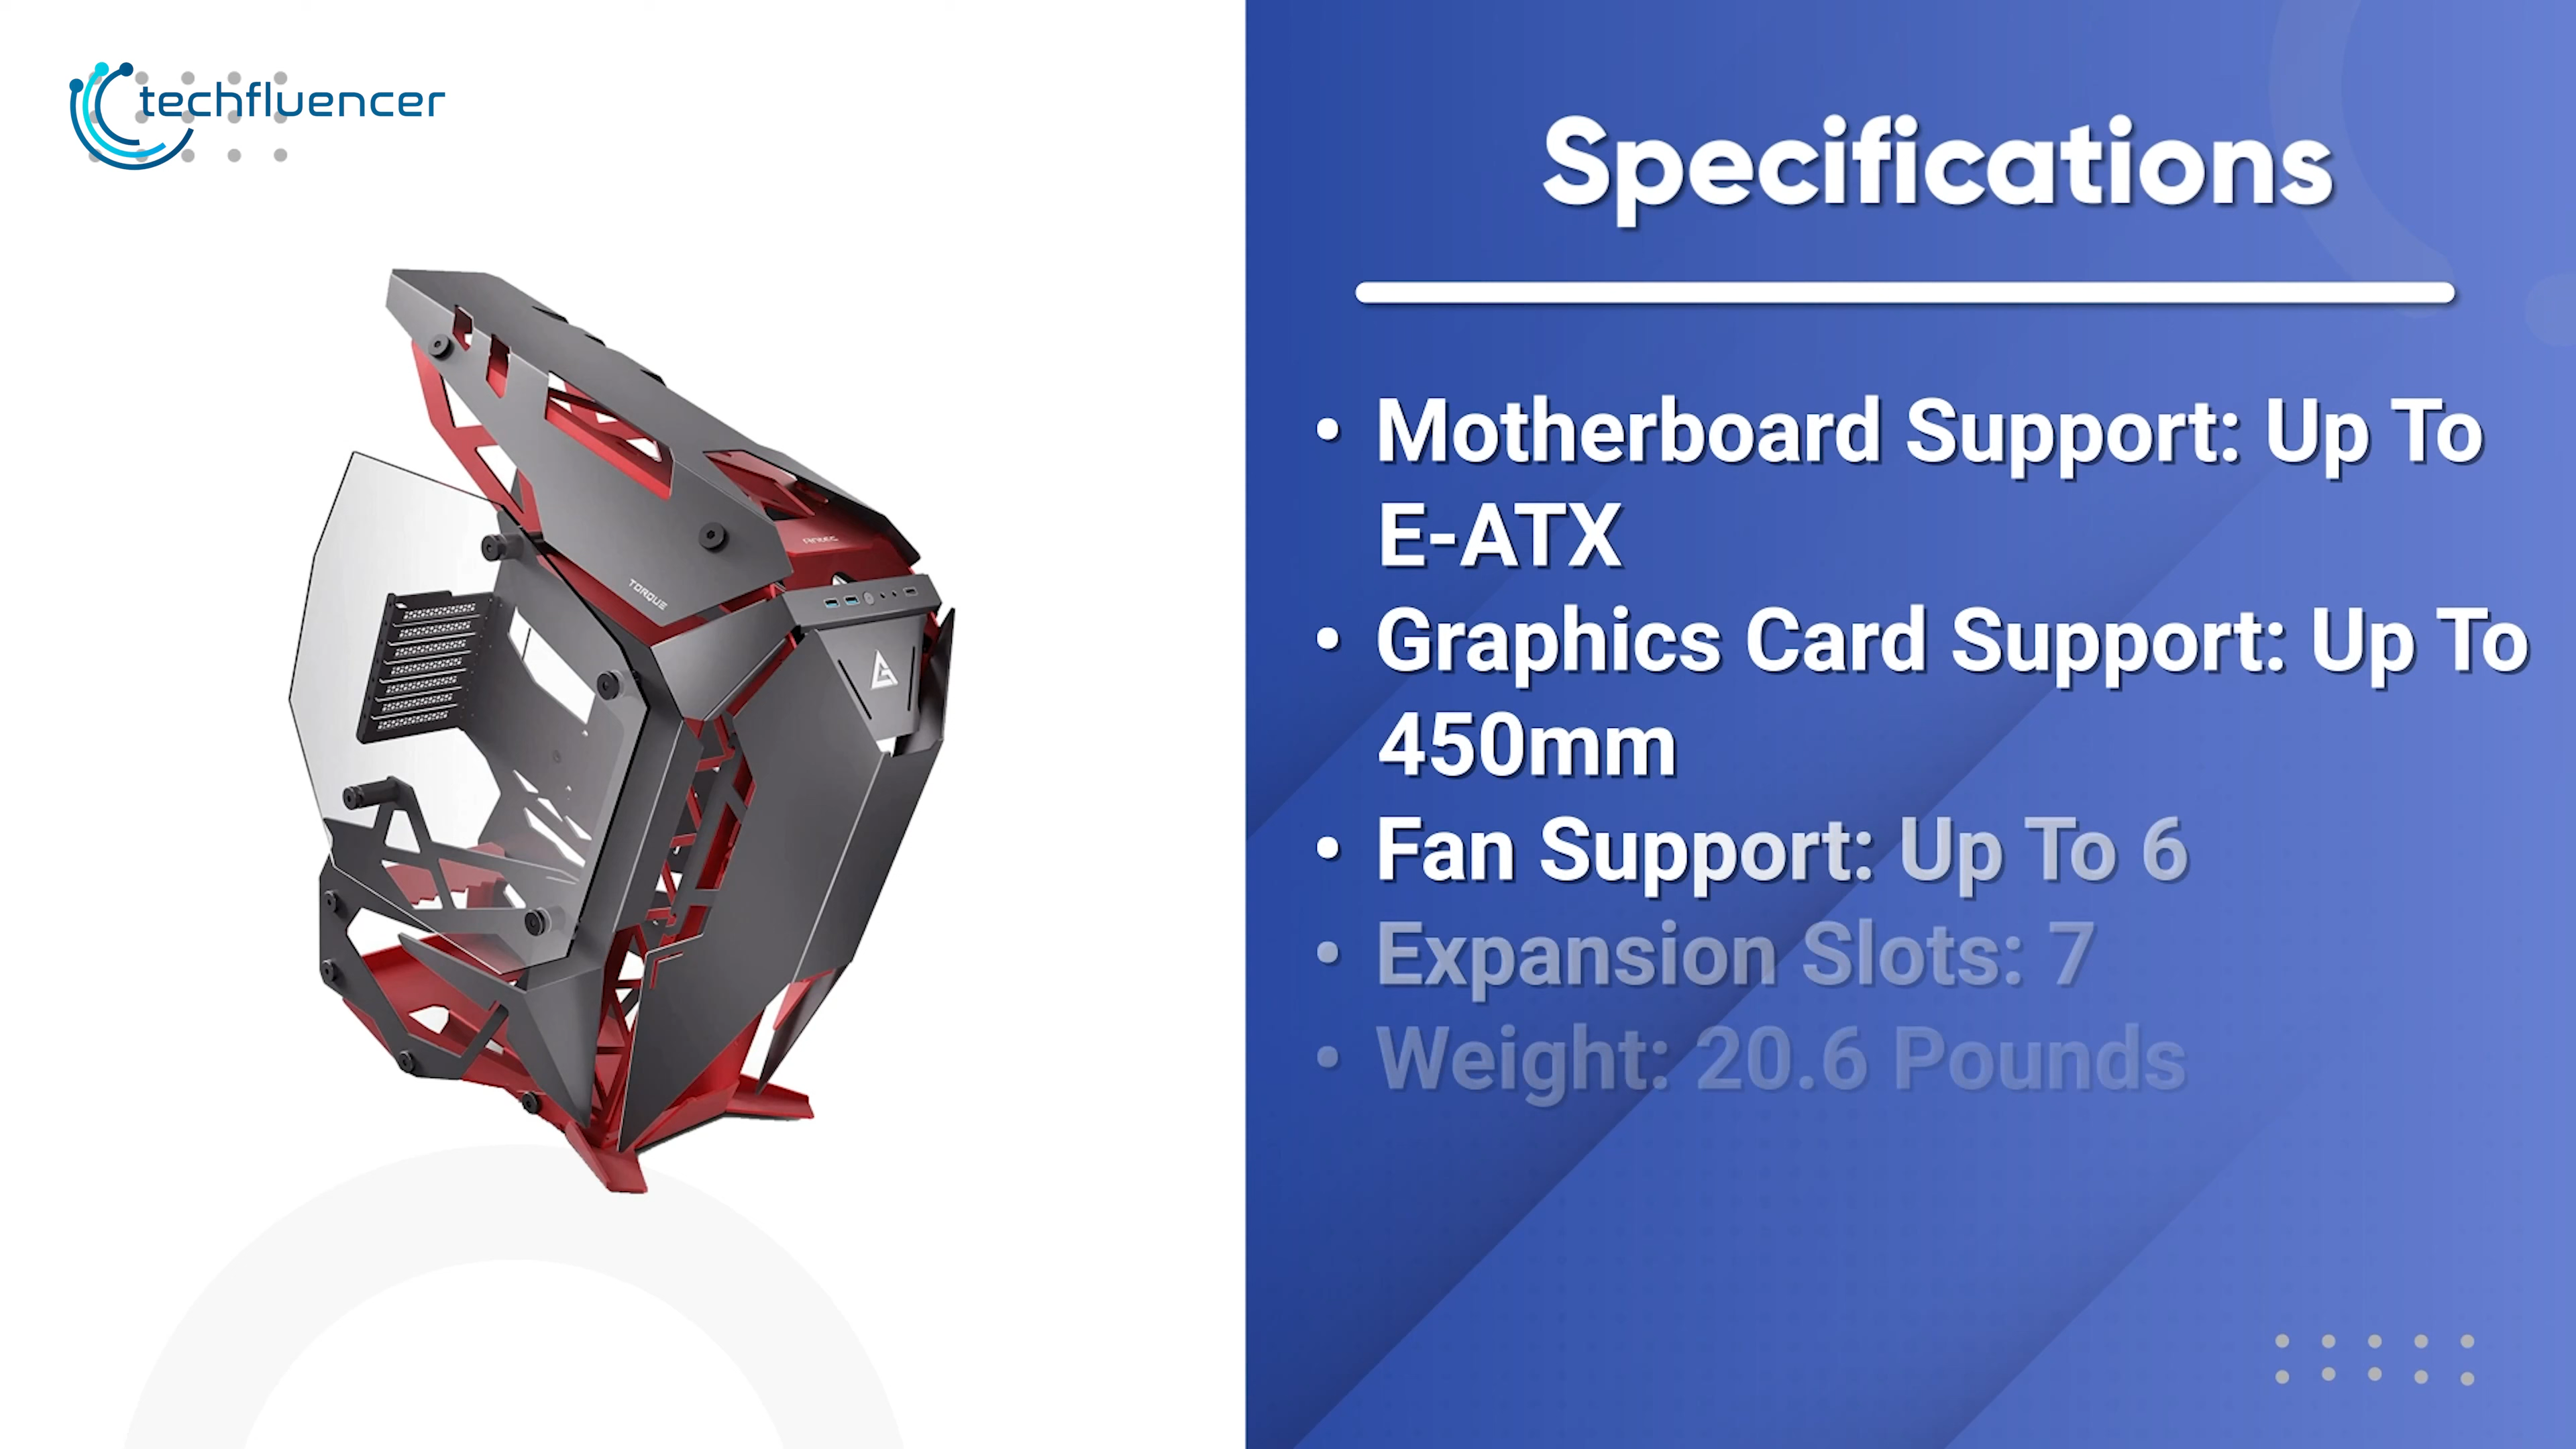 techfluencer
Specifications
• Motherboard Support: Up To
E-ATX
• Graphics Card Support: Up To
450mm
• Fan Support: Up To 6
• Expansion Slots: 7
• Weight: 20.6 Pounds
Antec
TORQUE